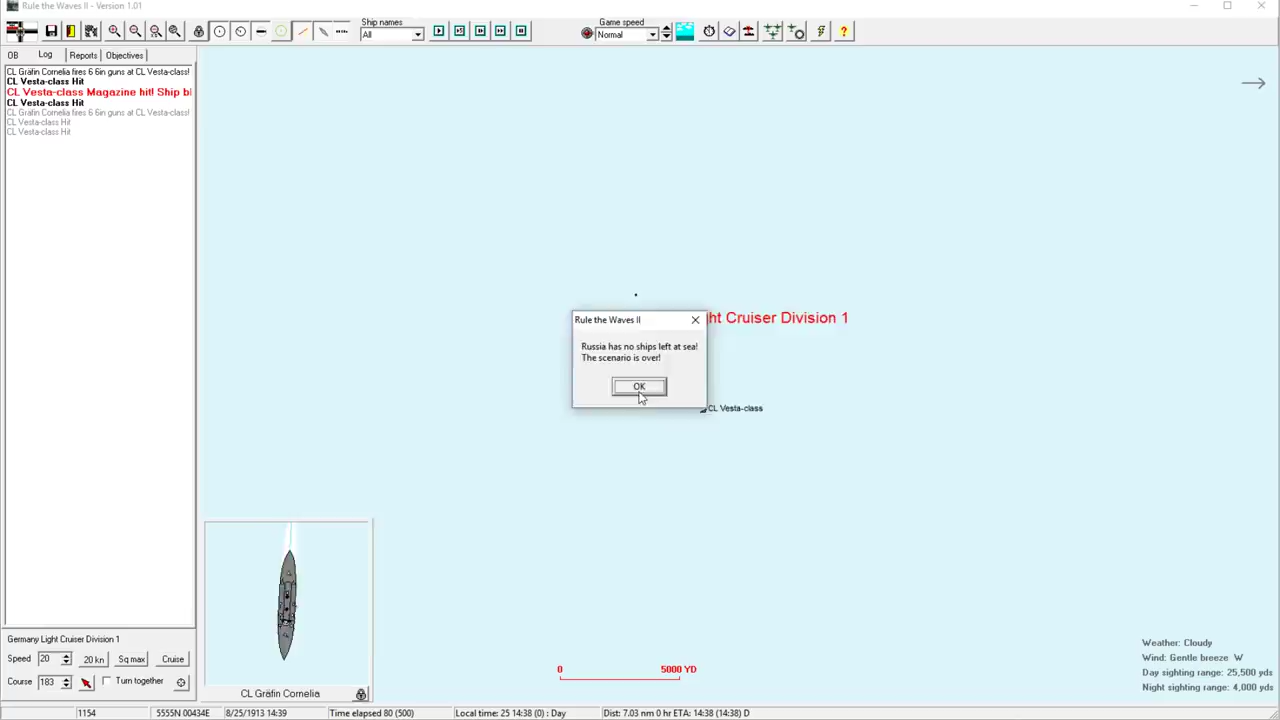 Rule the Waves II - Version 1.01
Ship names
All
Game speed
Normal
OB Log Reports Objectives
CL Gräfin Cornelia fires 6 6in guns at CL Vesta-class!
CL Vesta-class Hit
CL Vesta-class Magazine hit! Ship bl
CL Vesta-class Hit
CL Gräfin Cornelia fires 6 6in guns at CL Vesta-class!
CL Vesta-class Hit
CL Vesta-class Hit
Rule the Waves II
Russia has no ships left at sea!
The scenario is over!
OK
ght Cruiser Division 1
CL Vesta-class
Germany Light Cruiser Division 1
Speed 20 20 kn Sq max Cruise
Course 183 Turn together
CL Gräfin Cornelia
0 5000 YD
Weather: Cloudy
Wind: Gentle breeze W
Day sighting range: 25,500 yds
Night sighting range: 4,000 yds
1154 5555N 00434E 8/25/1913 14:39 Time elapsed 80 (500) Local time: 25 14:38 (0) : Day Dist: 7.03 nm 0 hr ETA: 14:38 (14:38) D